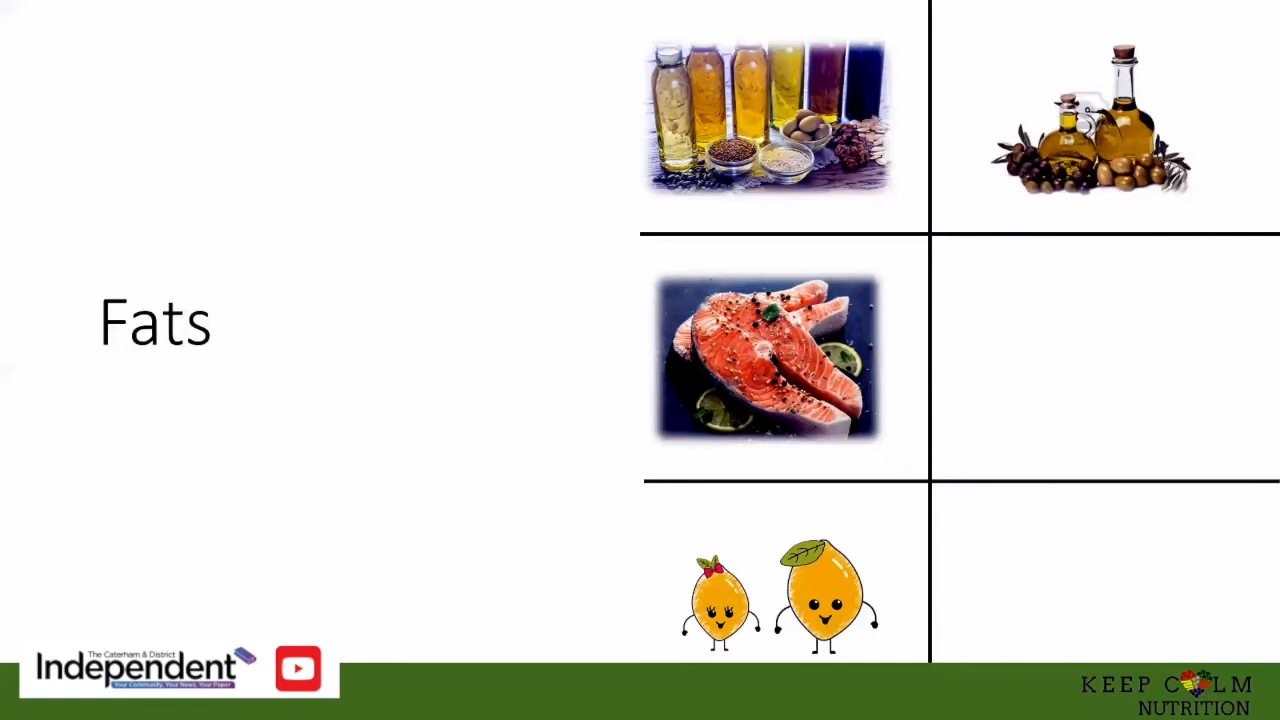 Fats
The Caterham & District
Independent
Your Community, Your News, Your Paper
KEEP CALM
NUTRITION